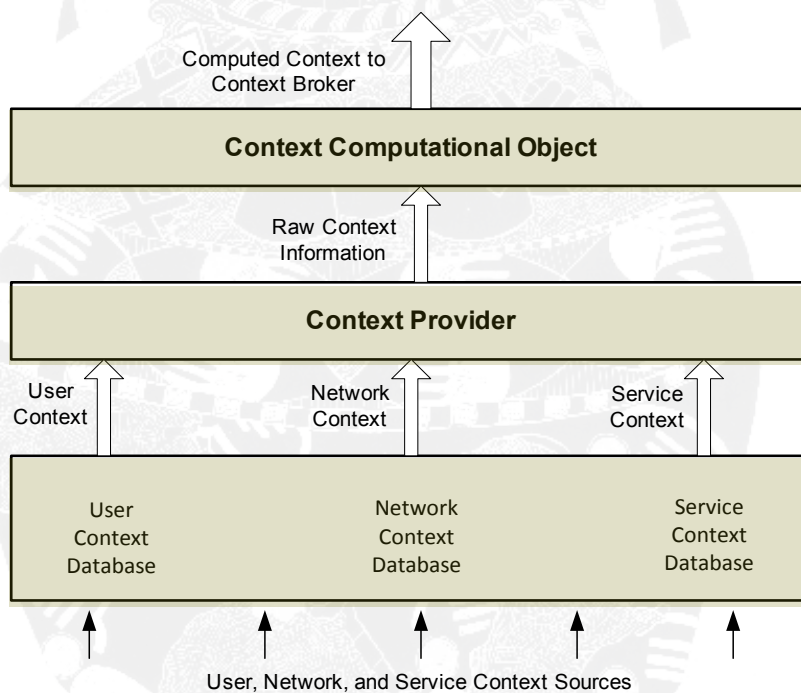 Computed Context to
Context Broker
Context Computational Object
Raw Context
Information
Context Provider
User
Context
Network
Context
Service
Context
User
Context
Database
Network
Context
Database
Service
Context
Database
User, Network, and Service Context Sources